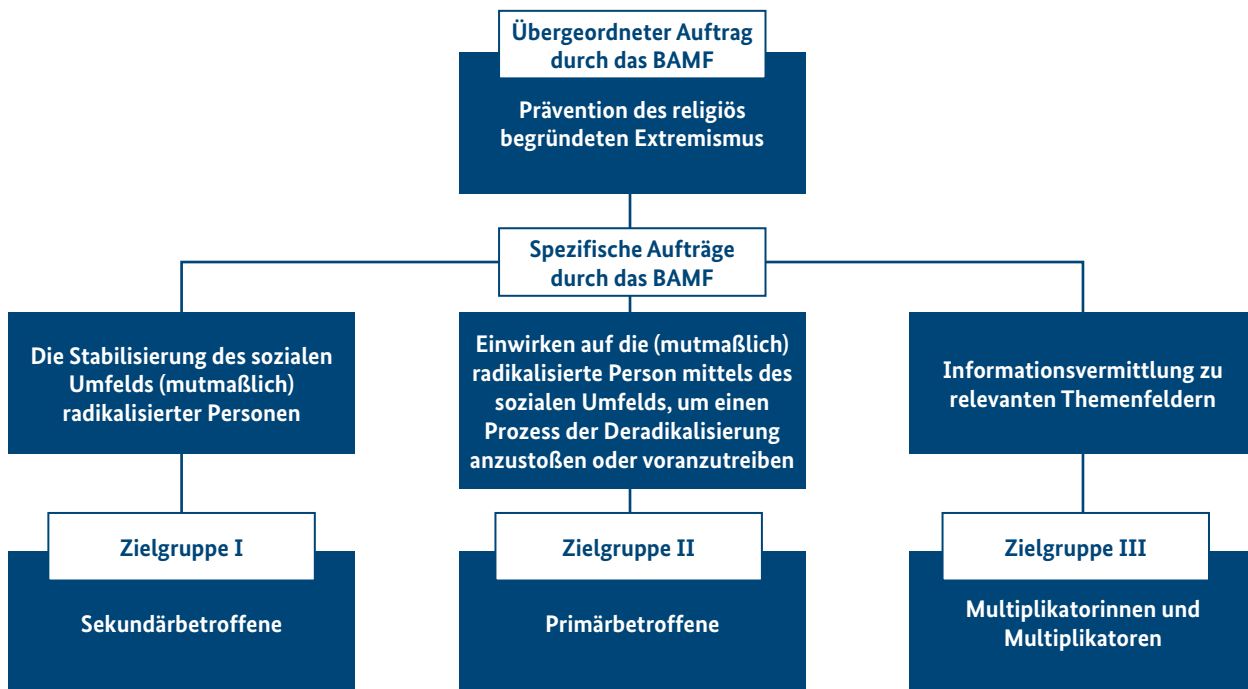 Übergeordneter Auftrag
durch das BAMF
Prävention des religiös
begründeten Extremismus
Spezifische Aufträge
durch das BAMF
Die Stabilisierung des sozialen
Umfelds (mutmaßlich)
radikalisierter Personen
Einwirken auf die (mutmaßlich)
radikalisierte Person mittels des
sozialen Umfelds, um einen
Prozess der Deradikalisierung
anzustoßen oder voranzutreiben
Informationsvermittlung zu
relevanten Themenfeldern
Zielgruppe I
Sekundärbetroffene
Zielgruppe II
Primärbetroffene
Zielgruppe III
Multiplikatorinnen und
Multiplikatoren